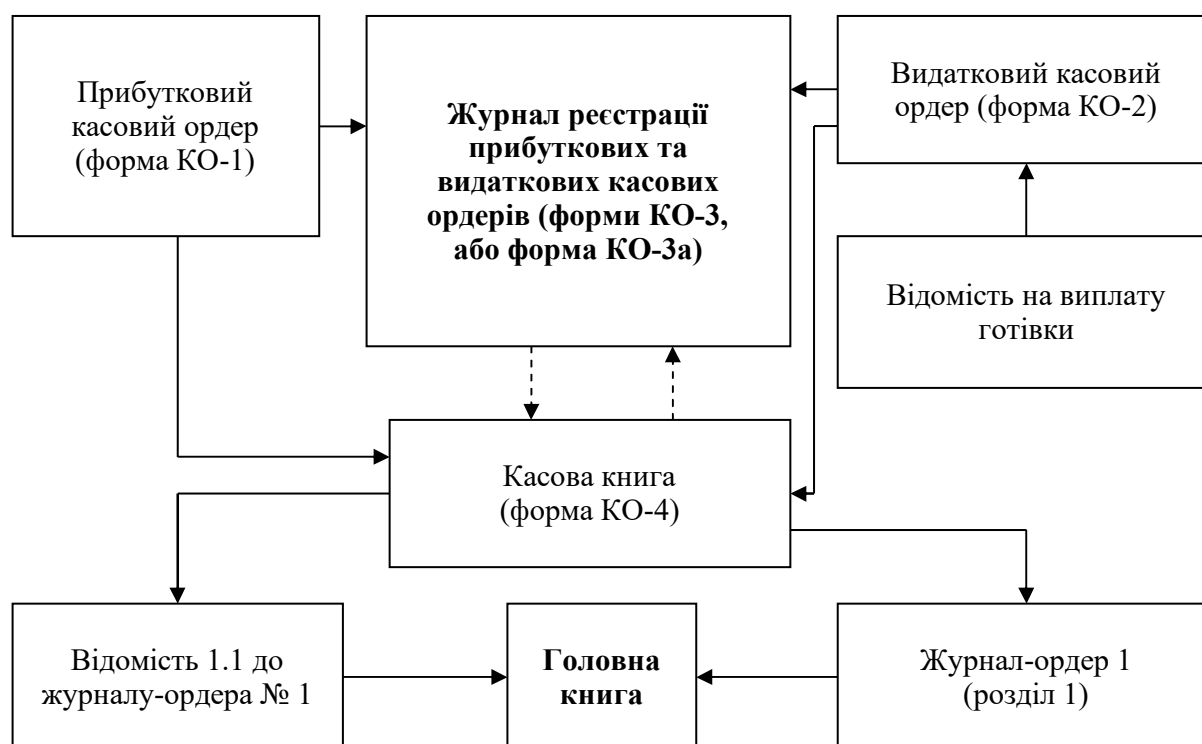 Прибутковий
касовий ордер
(форма КО-1)
Журнал реєстрації
прибуткових та
видаткових касових
ордерів (форми КО-3,
або форма КО-3а)
Видатковий касовий
ордер (форма КО-2)
Відомість на виплату
готівки
Касова книга
(форма КО-4)
Відомість 1.1 до
журналу-ордера № 1
Головна
книга
Журнал-ордер 1
(розділ 1)